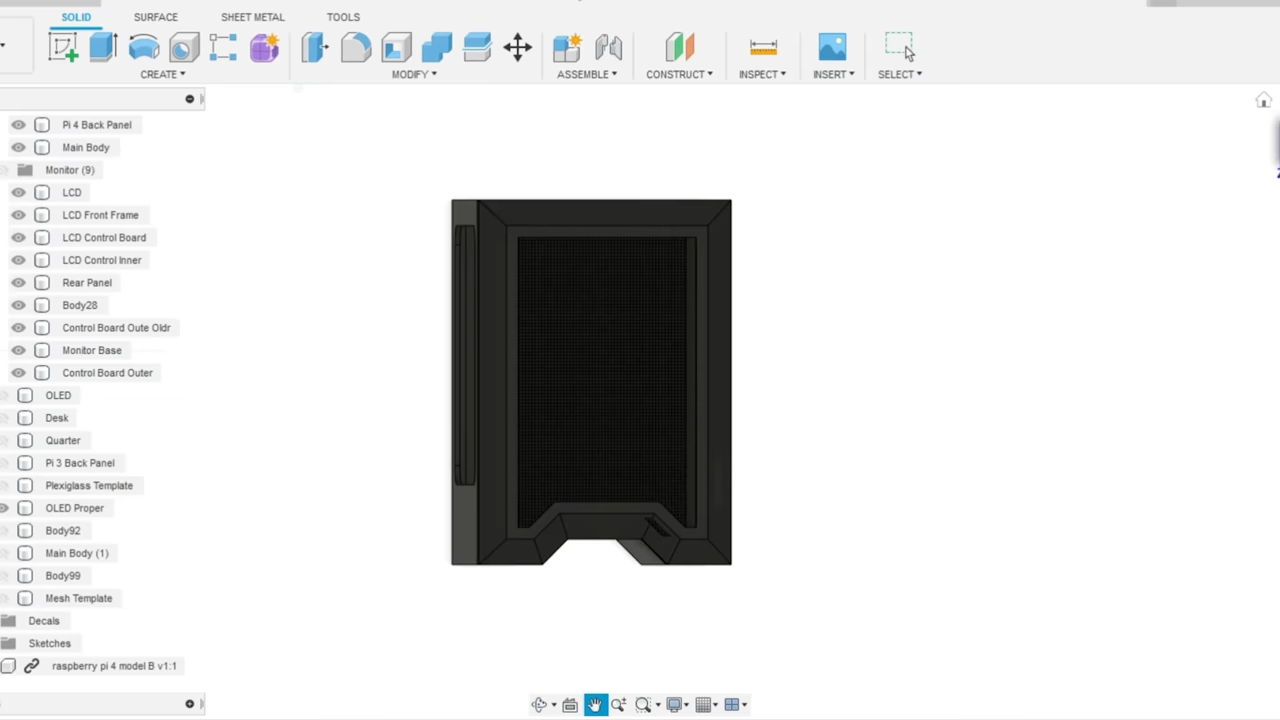 SOLID SURFACE SHEET METAL TOOLS
CREATE MODIFY ASSEMBLE CONSTRUCT INSPECT INSERT SELECT
Pi 4 Back Panel
Main Body
Monitor (9)
LCD
LCD Front Frame
LCD Control Board
LCD Control Inner
Rear Panel
Body28
Control Board Oute Oldr
Monitor Base
Control Board Outer
OLED
Desk
Quarter
Pi 3 Back Panel
Plexiglass Template
OLED Proper
Body92
Main Body (1)
Body99
Mesh Template
Decals
Sketches
raspberry pi 4 model B v1:1